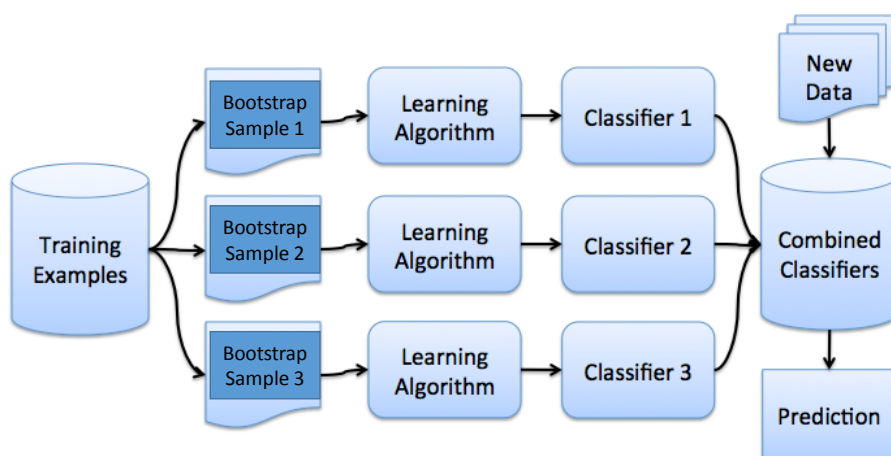 Training
Examples
Bootstrap
Sample 1
Learning
Algorithm
Classifier 1
Bootstrap
Sample 2
Learning
Algorithm
Classifier 2
Bootstrap
Sample 3
Learning
Algorithm
Classifier 3
New
Data
Combined
Classifiers
Prediction